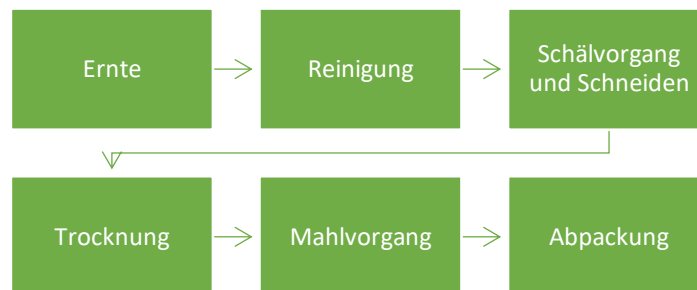 Ernte
Reinigung
Schälvorgang
und Schneiden
Trocknung
Mahlvorgang
Abpackung